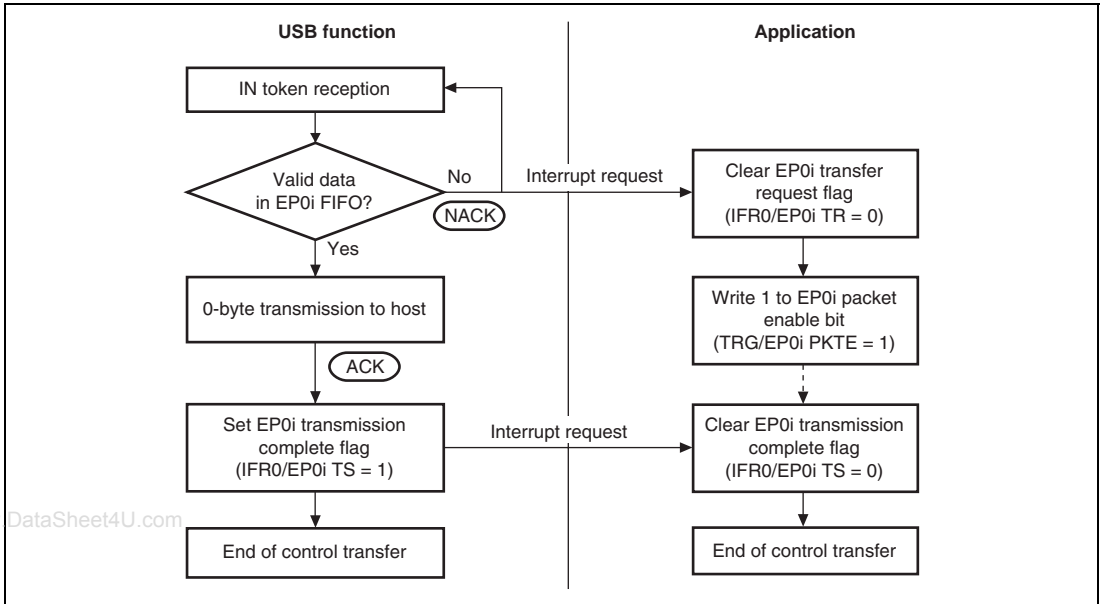 USB function
Application
IN token reception
Valid data
in EP0i FIFO?
No
NACK
Interrupt request
Clear EP0i transfer
request flag
(IFR0/EP0i TR = 0)
Yes
0-byte transmission to host
Write 1 to EP0i packet
enable bit
(TRG/EP0i PKTE = 1)
ACK
Set EP0i transmission
complete flag
(IFR0/EP0i TS = 1)
Interrupt request
Clear EP0i transmission
complete flag
(IFR0/EP0i TS = 0)
DataSheet4U.com
End of control transfer
End of control transfer